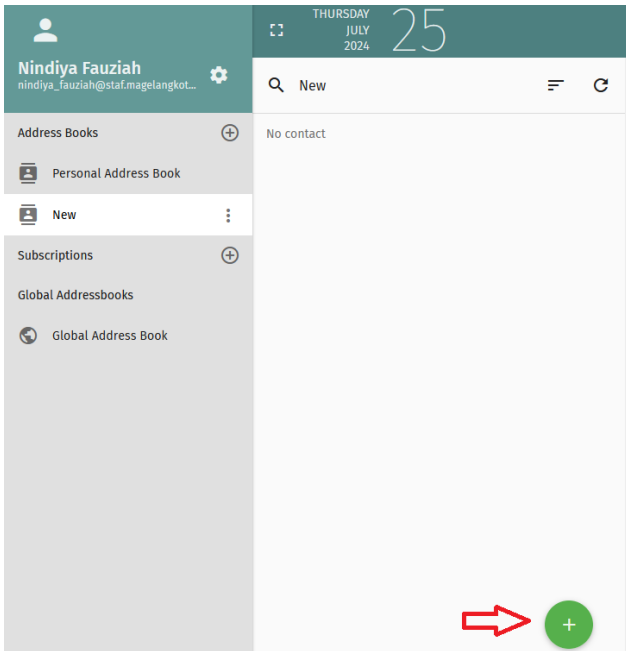 Nindiya Fauziah
nindiya_fauziah@staf.magelangkot...
THURSDAY
JULY
2024
25
New
Address Books
Personal Address Book
New
Subscriptions
Global Addressbooks
Global Address Book
No contact